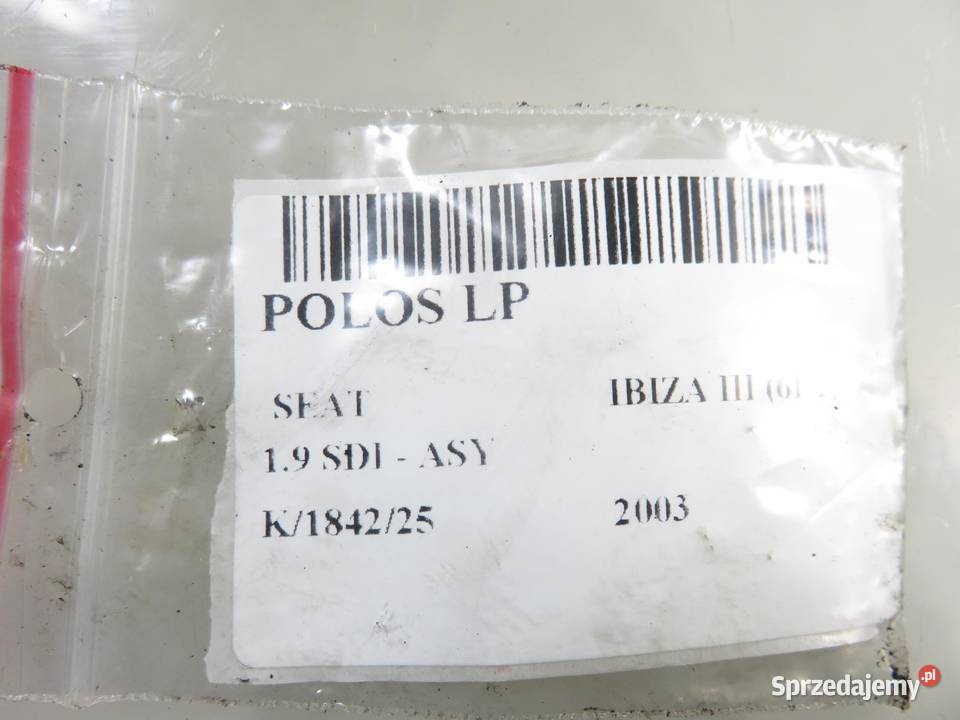 POLOS LP
SEAT IBIZA III
1.9 SDI - ASY
K/1842/25 2003
Sprzedajemy.pl